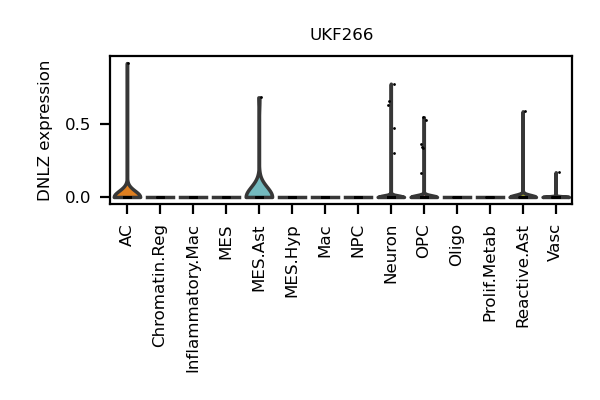 UKF266
DNLZ expression
0.5
0.0
AC
Chromatin.Reg
Inflammatory.Mac
MES
MES.Ast
MES.Hyp
Mac
NPC
Neuron
OPC
Oligo
Prolif.Metab
Reactive.Ast
Vasc